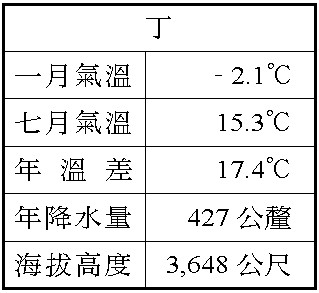 丁
一月氣溫 - 2.1℃
七月氣溫 15.3℃
年溫差 17.4℃
年降水量 427 公釐
海拔高度 3,648 公尺